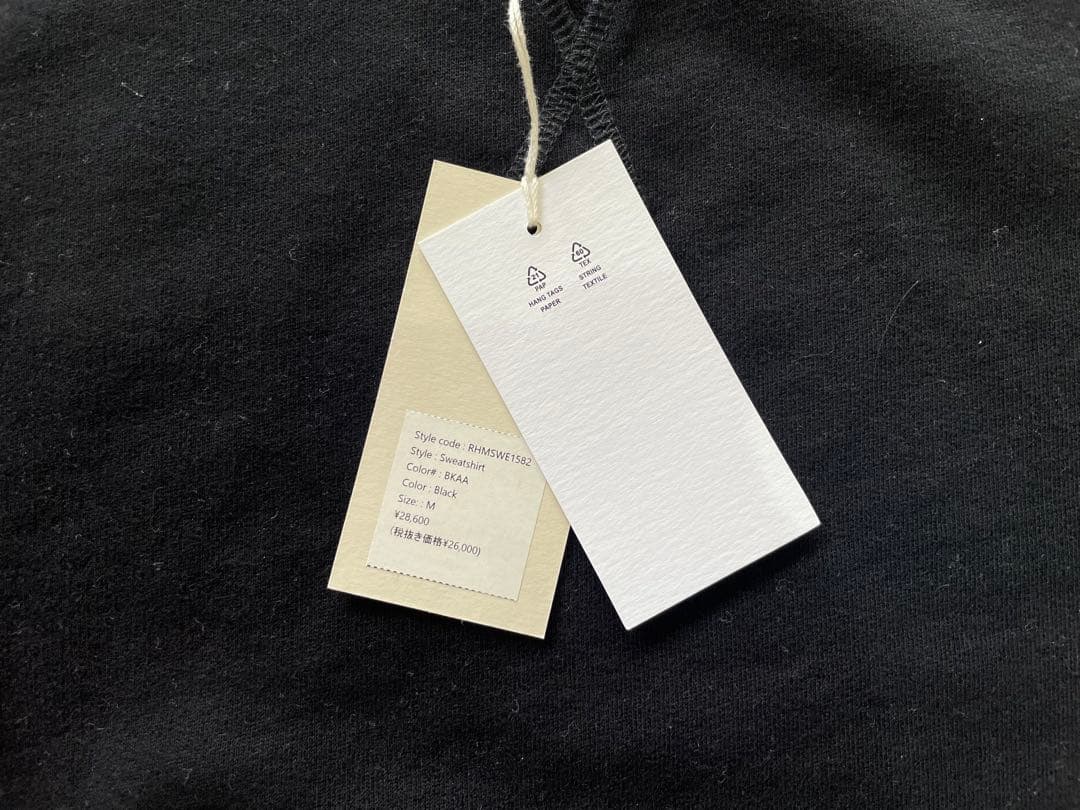 21
PAP
HANG TAGS
PAPER
60
TEX
STRING
TEXTILE
Style code : RHMSWE1582
Style : Sweatshirt
Color# : BKAA
Color : Black
Size: : M
¥28,600
(税抜き価格¥26,000)